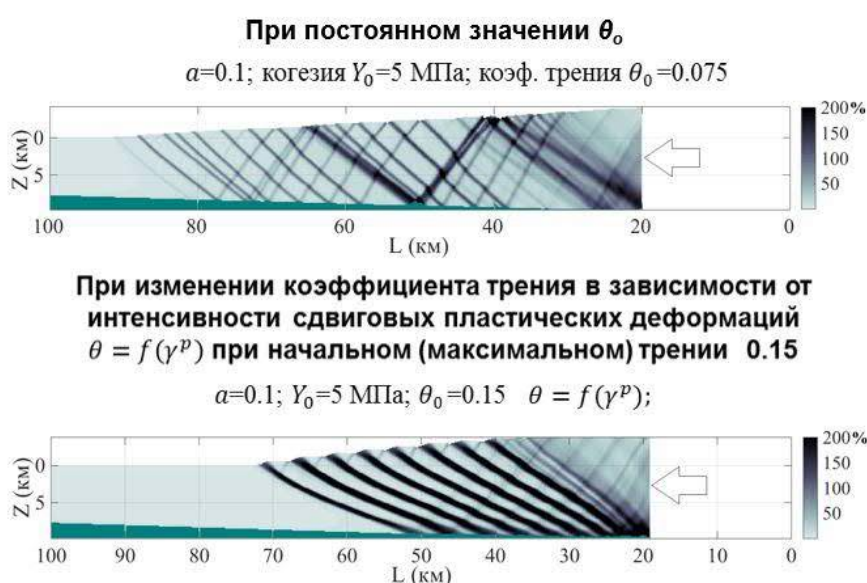 При постоянном значении θₒ
a=0.1; когезия Y₀=5 МПа; коэф. трения θ₀=0.075
200%
150
100
50
0
5
Z (км)
100
80
60
40
20
0
L (км)
При изменении коэффициента трения в зависимости от
интенсивности сдвиговых пластических деформаций
θ = f(γᵖ) при начальном (максимальном) трении 0.15
a=0.1; Y₀=5 МПа; θ₀=0.15 θ = f(γᵖ);
200%
150
100
50
0
5
Z (км)
100
90
80
70
60
50
40
30
20
10
0
L (км)